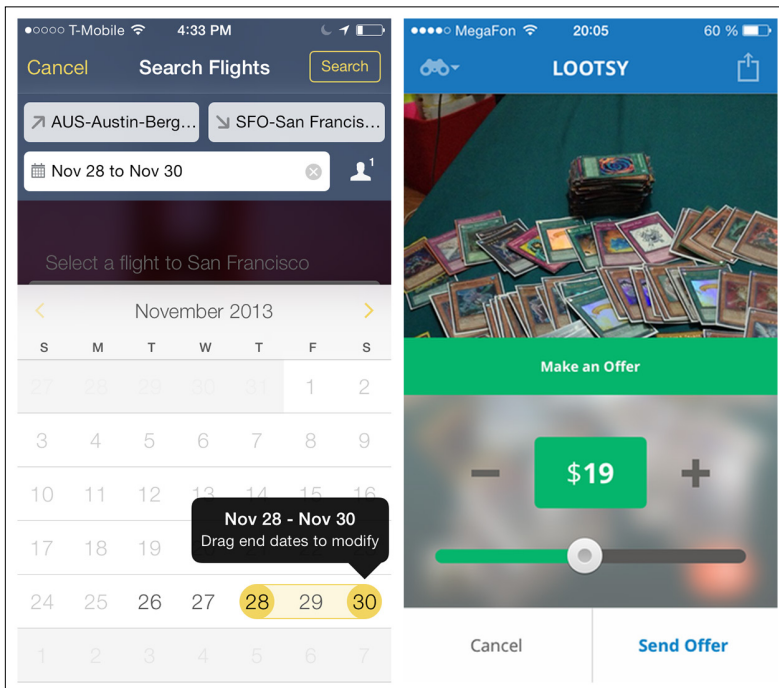 T-Mobile 4:33 PM
Cancel Search Flights Search
AUS-Austin-Berg... SFO-San Francis...
Nov 28 to Nov 30 1
Select a flight to San Francisco
November 2013
S M T W T F S
27 28 29 30 31 1 2
3 4 5 6 7 8 9
10 11 12 13 14 15 16
Nov 28 - Nov 30
Drag end dates to modify
17 18 19
24 25 26 27 28 29 30
1 2 3 4 5 6 7
MegaFon 20:05 60 %
LOOTSY
Make an Offer
$19
Cancel Send Offer